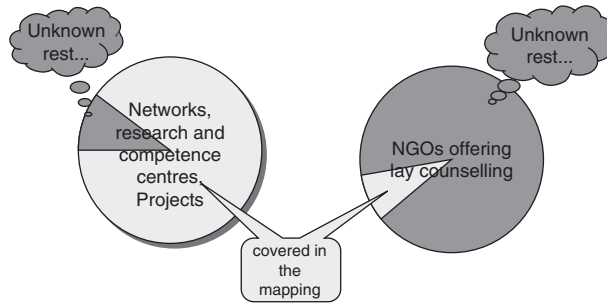 Unknown
rest...
Networks,
research and
competence
centres,
Projects
Unknown
rest...
NGOs offering
lay counselling
covered in
the
mapping